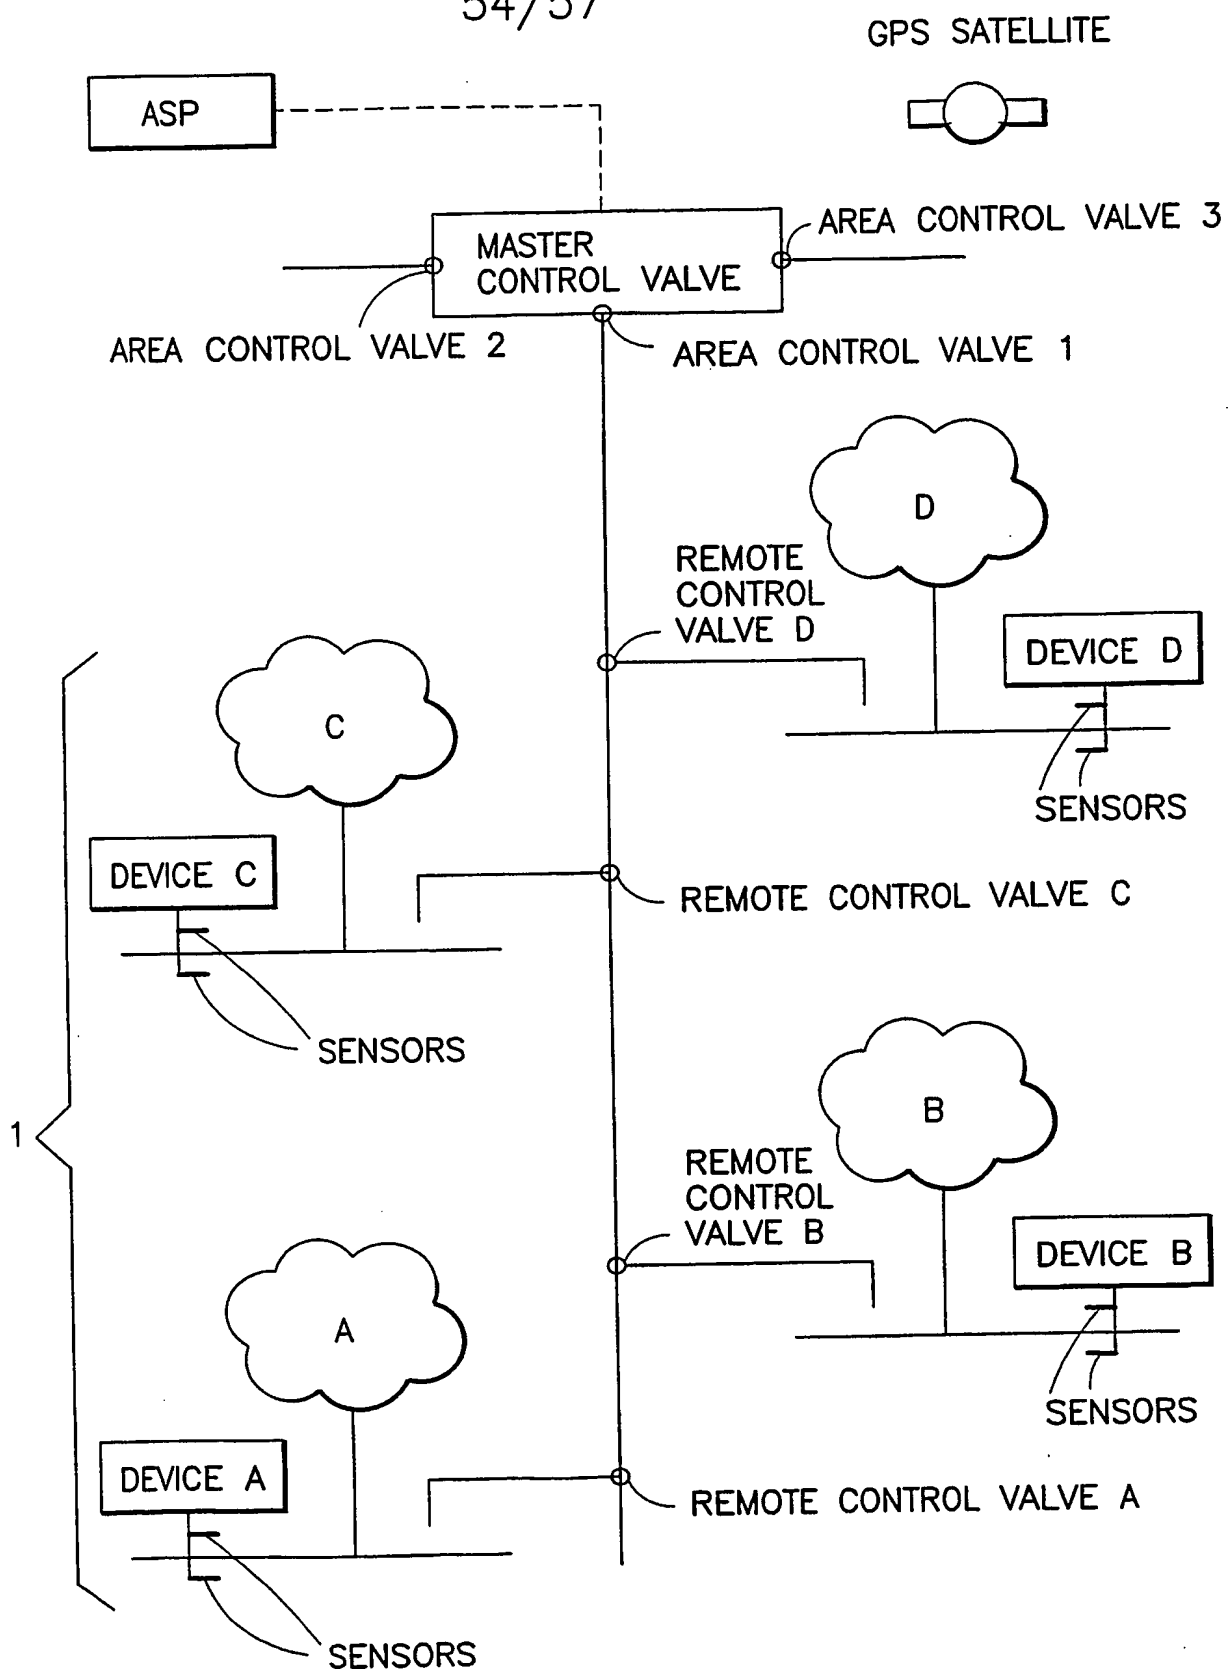 54/57
GPS SATELLITE
ASP
AREA CONTROL VALVE 3
MASTER
CONTROL VALVE
AREA CONTROL VALVE 2
AREA CONTROL VALVE 1
D
REMOTE
CONTROL
VALVE D
DEVICE D
C
SENSORS
DEVICE C
REMOTE CONTROL VALVE C
SENSORS
1
B
REMOTE
CONTROL
VALVE B
DEVICE B
A
SENSORS
DEVICE A
REMOTE CONTROL VALVE A
SENSORS